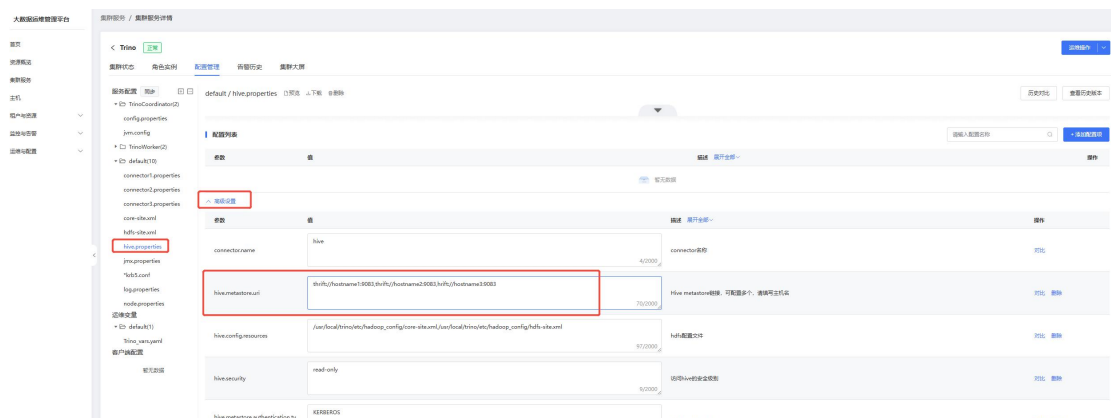 大数据运维管理平台
集群服务 / 集群服务详情
首页
资源概览
集群服务
主机
租户与资源
监控与告警
运维与配置
< Trino 正常
运维操作
集群状态 角色实例 配置管理 告警历史 集群大屏
服务配置 同步
default / hive.properties 预览 下载 删除
历史对比 查看历史版本
TrinoCoordinator(2)
config.properties
jvm.config
TrinoWorker(2)
default(10)
connector1.properties
connector2.properties
connector3.properties
core-site.xml
hdfs-site.xml
hive.properties
jmx.properties
log.properties
node.properties
运维变量
default(1)
Trino_vars.yaml
客户端配置
暂无数据
配置列表
请输入配置名称
+ 添加配置项
参数 值 描述 展开全部 操作
暂无数据
高级设置
参数 值 描述 展开全部 操作
connector.name hive 4/2000 connector名称 对比
hive.metastore.uri thrift://hostname1:9083,thrift://hostname2:9083,hrift://hostname3:9083 70/2000 Hive metastore链接，可配置多个，请填写主机名 对比 删除
hive.config.resources /usr/local/trino/etc/hadoop_config/core-site.xml,/usr/local/trino/etc/hadoop_config/hdfs-site.xml 97/2000 hdfs配置文件 对比 删除
hive.security read-only 9/2000 访问hive的安全级别 对比 删除
hive.metastore.authentication.ty KERBEROS